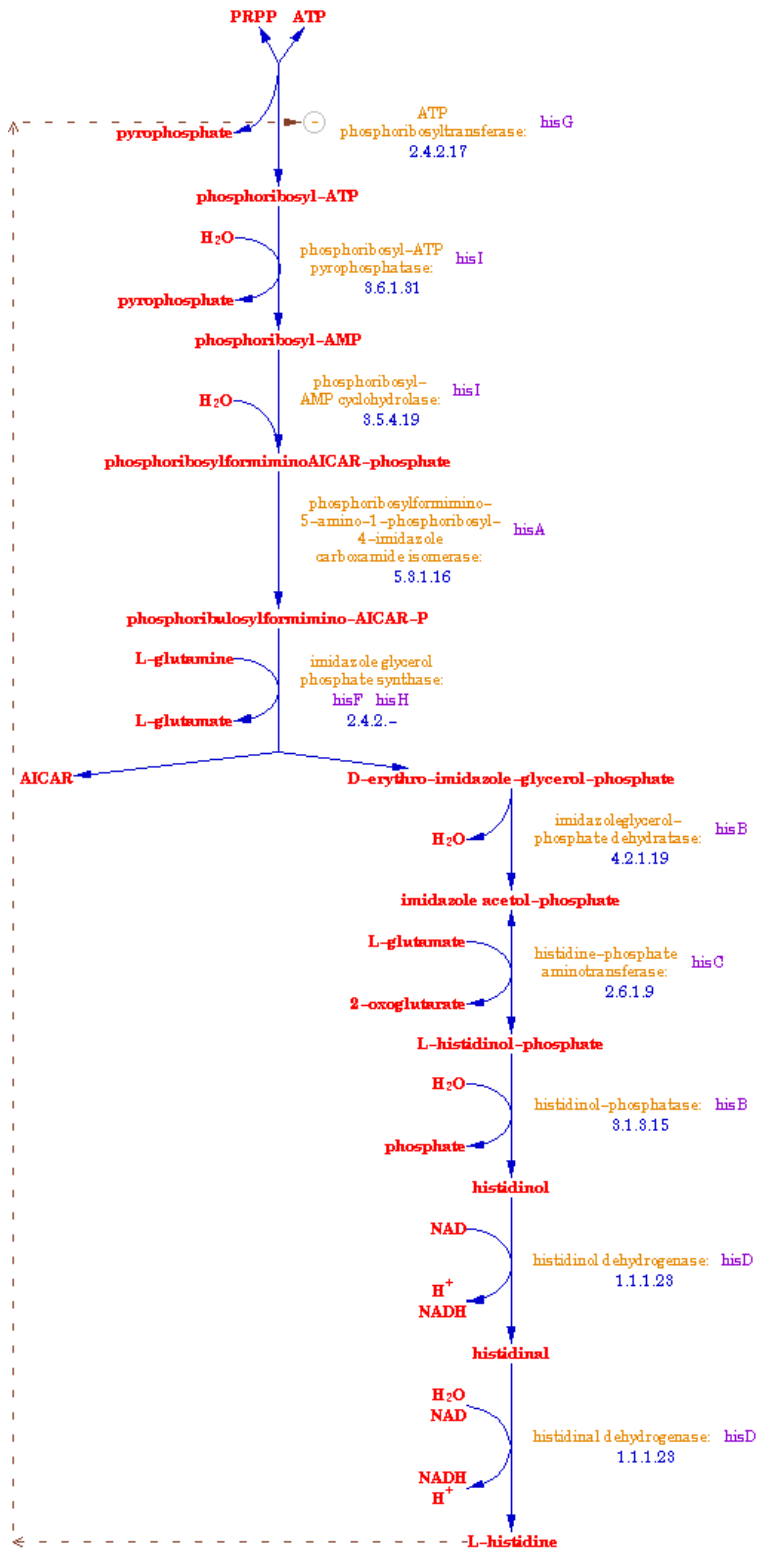 PRPP ATP
ATP
phosphoribosyltransferase: hisG
pyrophosphate
-
2.4.2.17
phosphoribosyl-ATP
H2O
phosphoribosyl-ATP hisI
pyrophosphatase:
3.6.1.31
pyrophosphate
phosphoribosyl-AMP
phosphoribosyl- hisI
AMP cyclohydrolase:
H2O
3.5.4.19
phosphoribosylformiminoAICAR-phosphate
phosphoribosylformimino-
5-amino-1-phosphoribosyl- hisA
4-imidazole
carboxamide isomerase:
5.3.1.16
phosphoribulosylformimino-AICAR-P
L-glutamine
imidazole glycerol
phosphate synthase:
hisF hisH
L-glutamate
2.4.2.-
AICAR
D-erythro-imidazole-glycerol-phosphate
imidazoleglycerol- hisB
phosphate dehydratase:
H2O
4.2.1.19
imidazole acetol-phosphate
L-glutamate
histidine-phosphate hisC
aminotransferase:
2.6.1.9
2-oxoglutarate
L-histidinol-phosphate
H2O
histidinol-phosphatase: hisB
3.1.3.15
phosphate
histidinol
NAD
histidinol dehydrogenase: hisD
1.1.1.23
H+
NADH
histidinal
H2O
NAD
histidinal dehydrogenase: hisD
1.1.1.23
NADH
H+
L-histidine